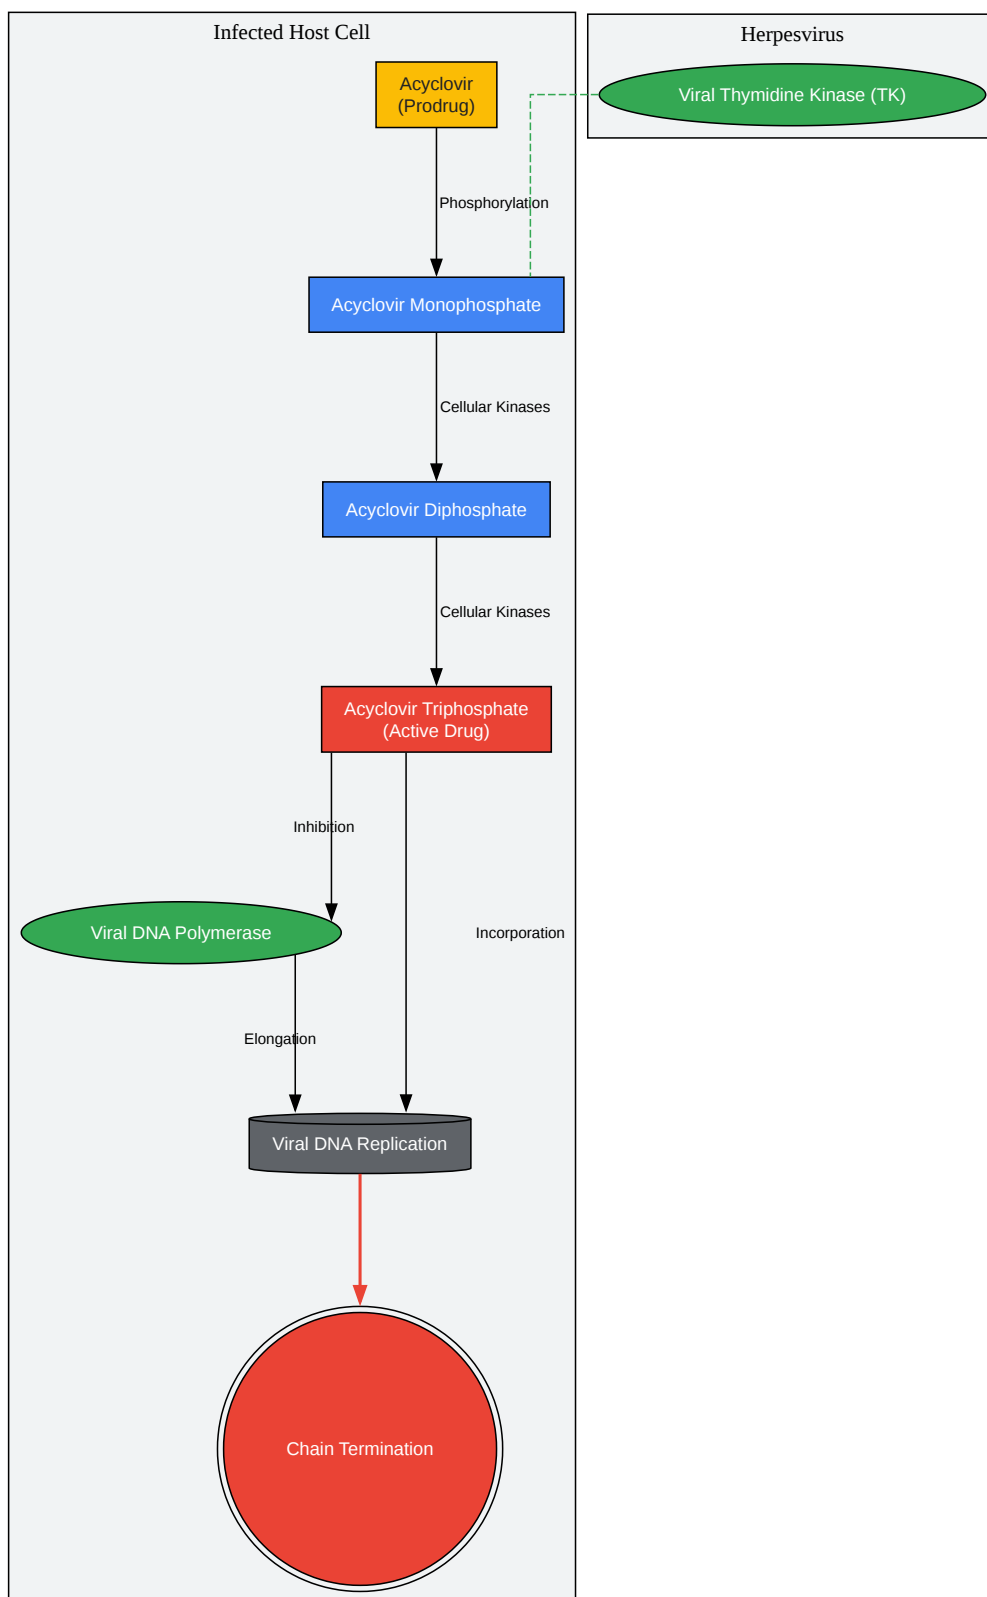 Infected Host Cell
Herpesvirus
Acyclovir
(Prodrug)
Viral Thymidine Kinase (TK)
Phosphorylation
Acyclovir Monophosphate
Cellular Kinases
Acyclovir Diphosphate
Cellular Kinases
Acyclovir Triphosphate
(Active Drug)
Inhibition
Viral DNA Polymerase
Incorporation
Elongation
Viral DNA Replication
Chain Termination